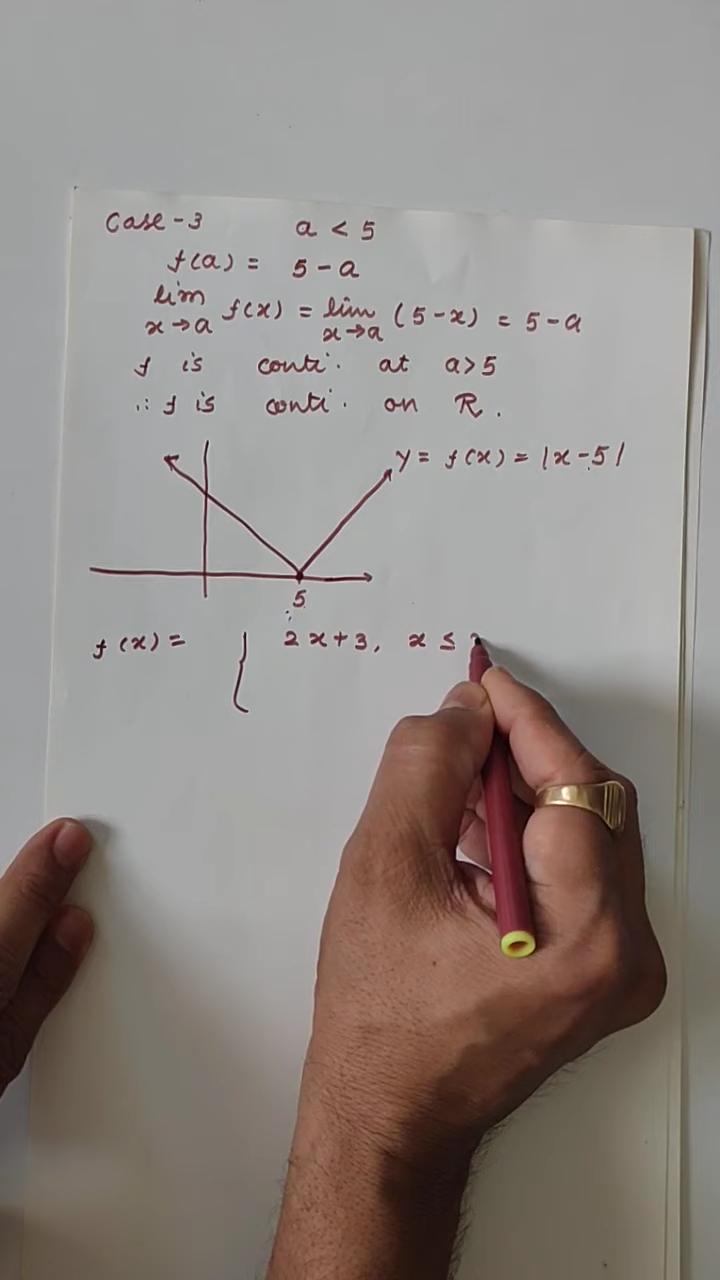 Case - 3 a < 5
f(a) = 5 - a
lim x→a f(x) = lim x→a (5 - x) = 5 - a
f is conti. at a > 5
∴ f is conti. on R.
y = f(x) = |x - 5|
5
f(x) = { 2x + 3, x ≤